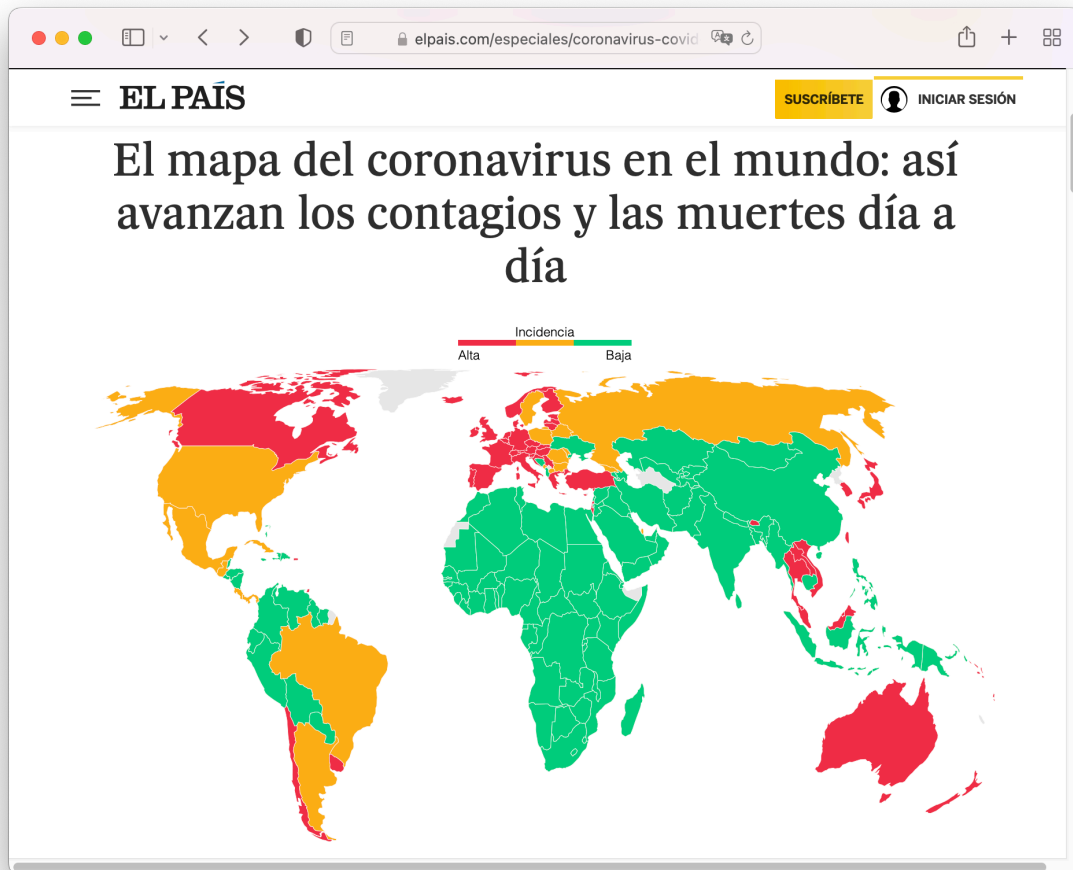 elpais.com/especiales/coronavirus-covid
EL PAÍS
SUSCRÍBETE
INICIAR SESIÓN
El mapa del coronavirus en el mundo: así
avanzan los contagios y las muertes día a
día
Incidencia
Alta
Baja